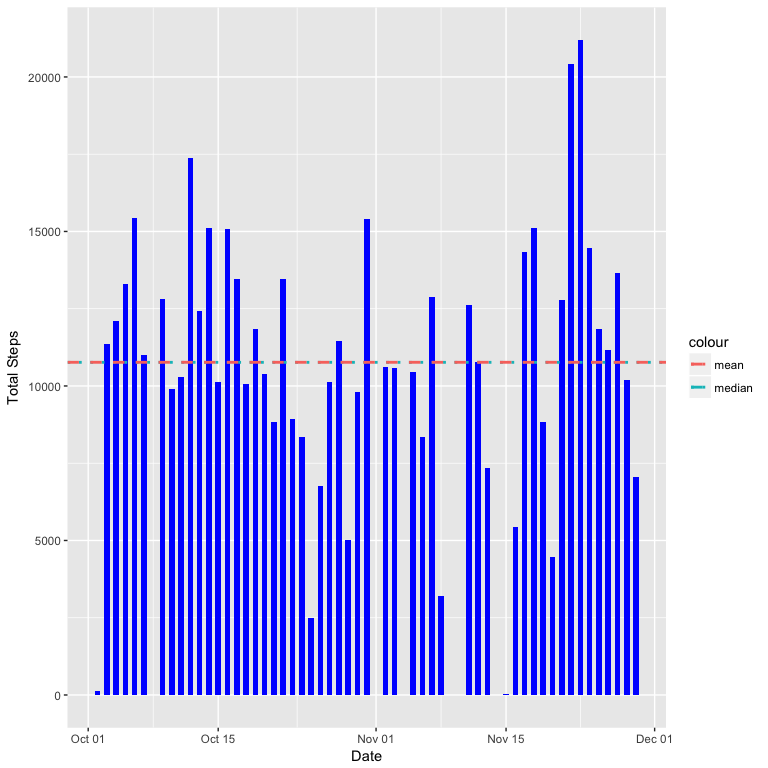 Total Steps
20000
15000
10000
5000
0
Oct 01
Oct 15
Nov 01
Nov 15
Dec 01
Date
colour
mean
median